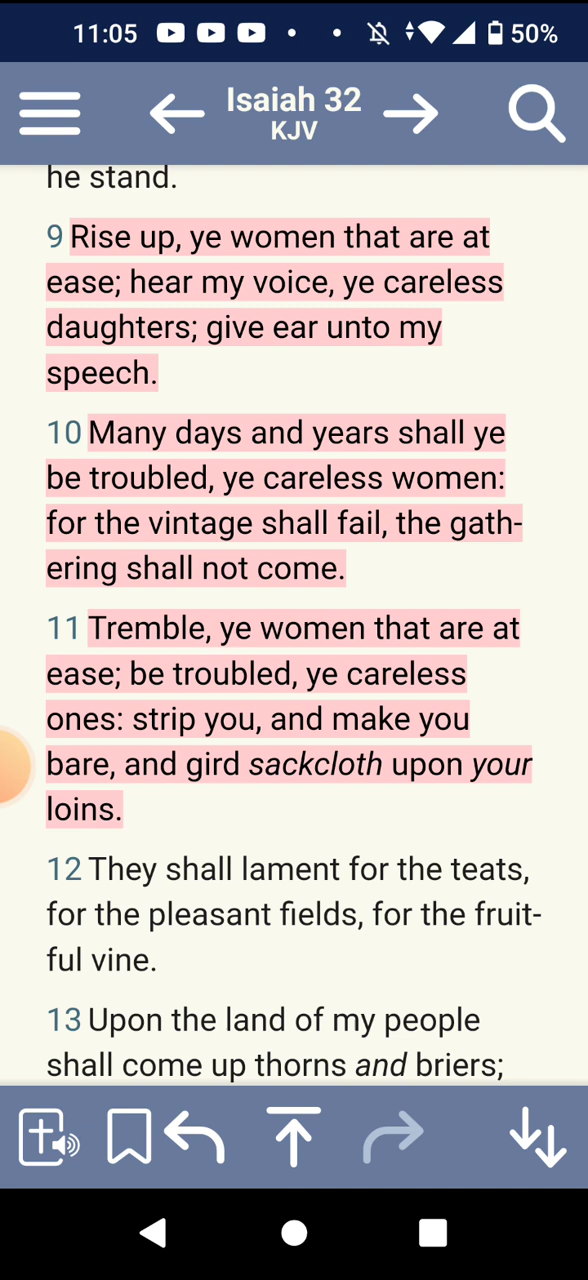 11:05
50%
Isaiah 32
KJV
he stand.
9 Rise up, ye women that are at
ease; hear my voice, ye careless
daughters; give ear unto my
speech.
10 Many days and years shall ye
be troubled, ye careless women:
for the vintage shall fail, the gath-
ering shall not come.
11 Tremble, ye women that are at
ease; be troubled, ye careless
ones: strip you, and make you
bare, and gird sackcloth upon your
loins.
12 They shall lament for the teats,
for the pleasant fields, for the fruit-
ful vine.
13 Upon the land of my people
shall come up thorns and briers;